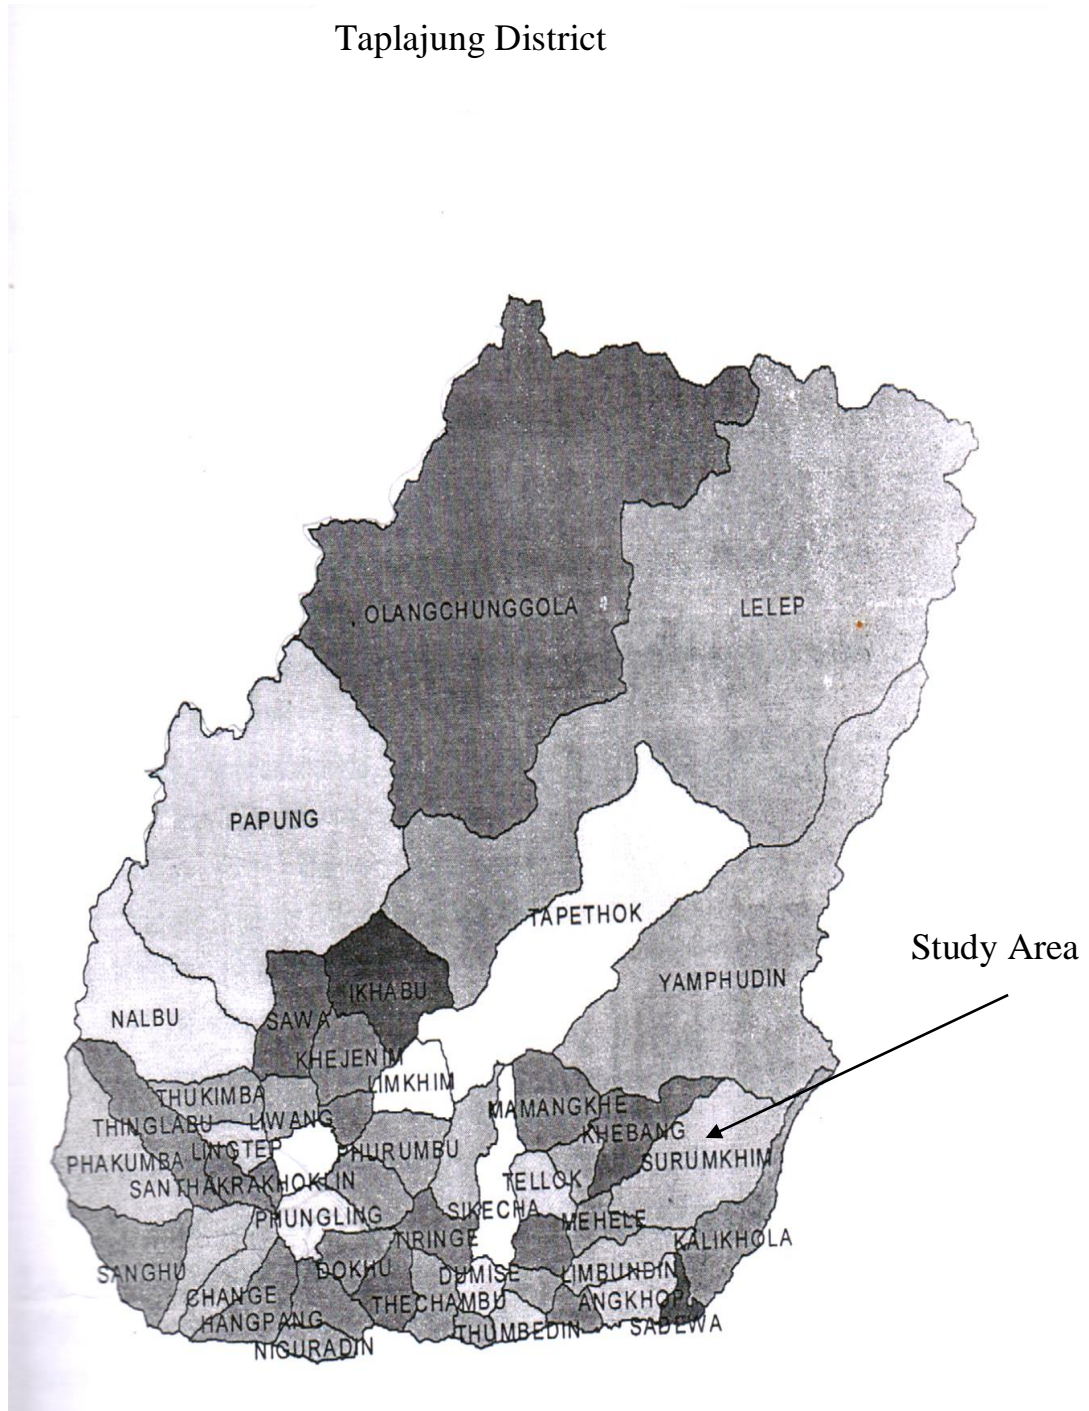 Taplajung District
OLANGCHUNGGOLA
LELEP
PAPUNG
TAPETHOK
Study Area
YAMPHUDIN
IKHABU
NALBU
SAWA
KHEJENIM
LIMKHIM
THUKIMBA
MAMANGKHE
THINGLABU
LIWANG
KHEBANG
LINGTEP
PHURUMBU
PHAKUMBA
SURUMKHIM
SANTHAKRA
KHOKLIN
TELLOK
PHUNGLING
SIKECHA
MEHELE
TIRINGE
KALIKHOLA
SANGHU
DOKHU
DUMISE
LIMBUNDIN
CHANGE
THECHAMBU
ANGKHOP
HANGPANG
THUMBEDIN
SADEWA
NIGURADIN